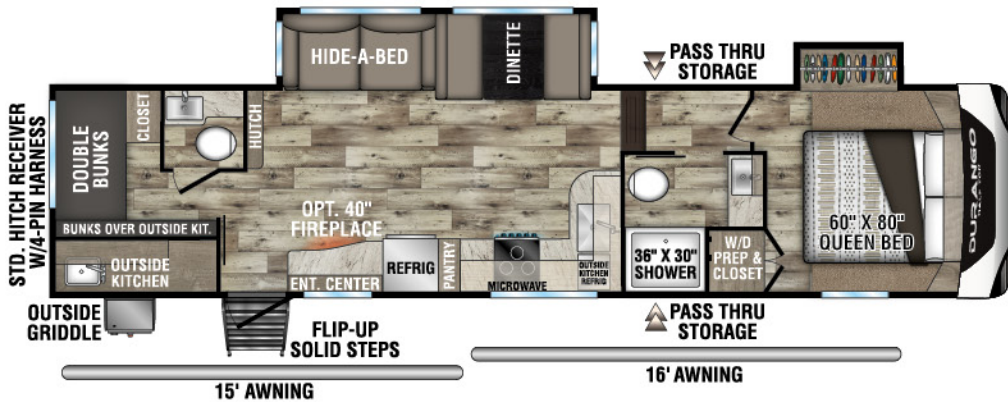 HIDE-A-BED
DINETTE
PASS THRU
STORAGE
STD. HITCH RECEIVER
W/4-PIN HARNESS
DOUBLE
BUNKS
CLOSET
HUTCH
BUNKS OVER OUTSIDE KIT.
OUTSIDE
KITCHEN
OPT. 40"
FIREPLACE
ENT. CENTER
REFRIG
PANTRY
MICROWAVE
OUTSIDE
KITCHEN
REFRIG
36" X 30"
SHOWER
W/D
PREP &
CLOSET
60" X 80"
QUEEN BED
DURANGO
OUTSIDE
GRIDDLE
FLIP-UP
SOLID STEPS
PASS THRU
STORAGE
15' AWNING
16' AWNING